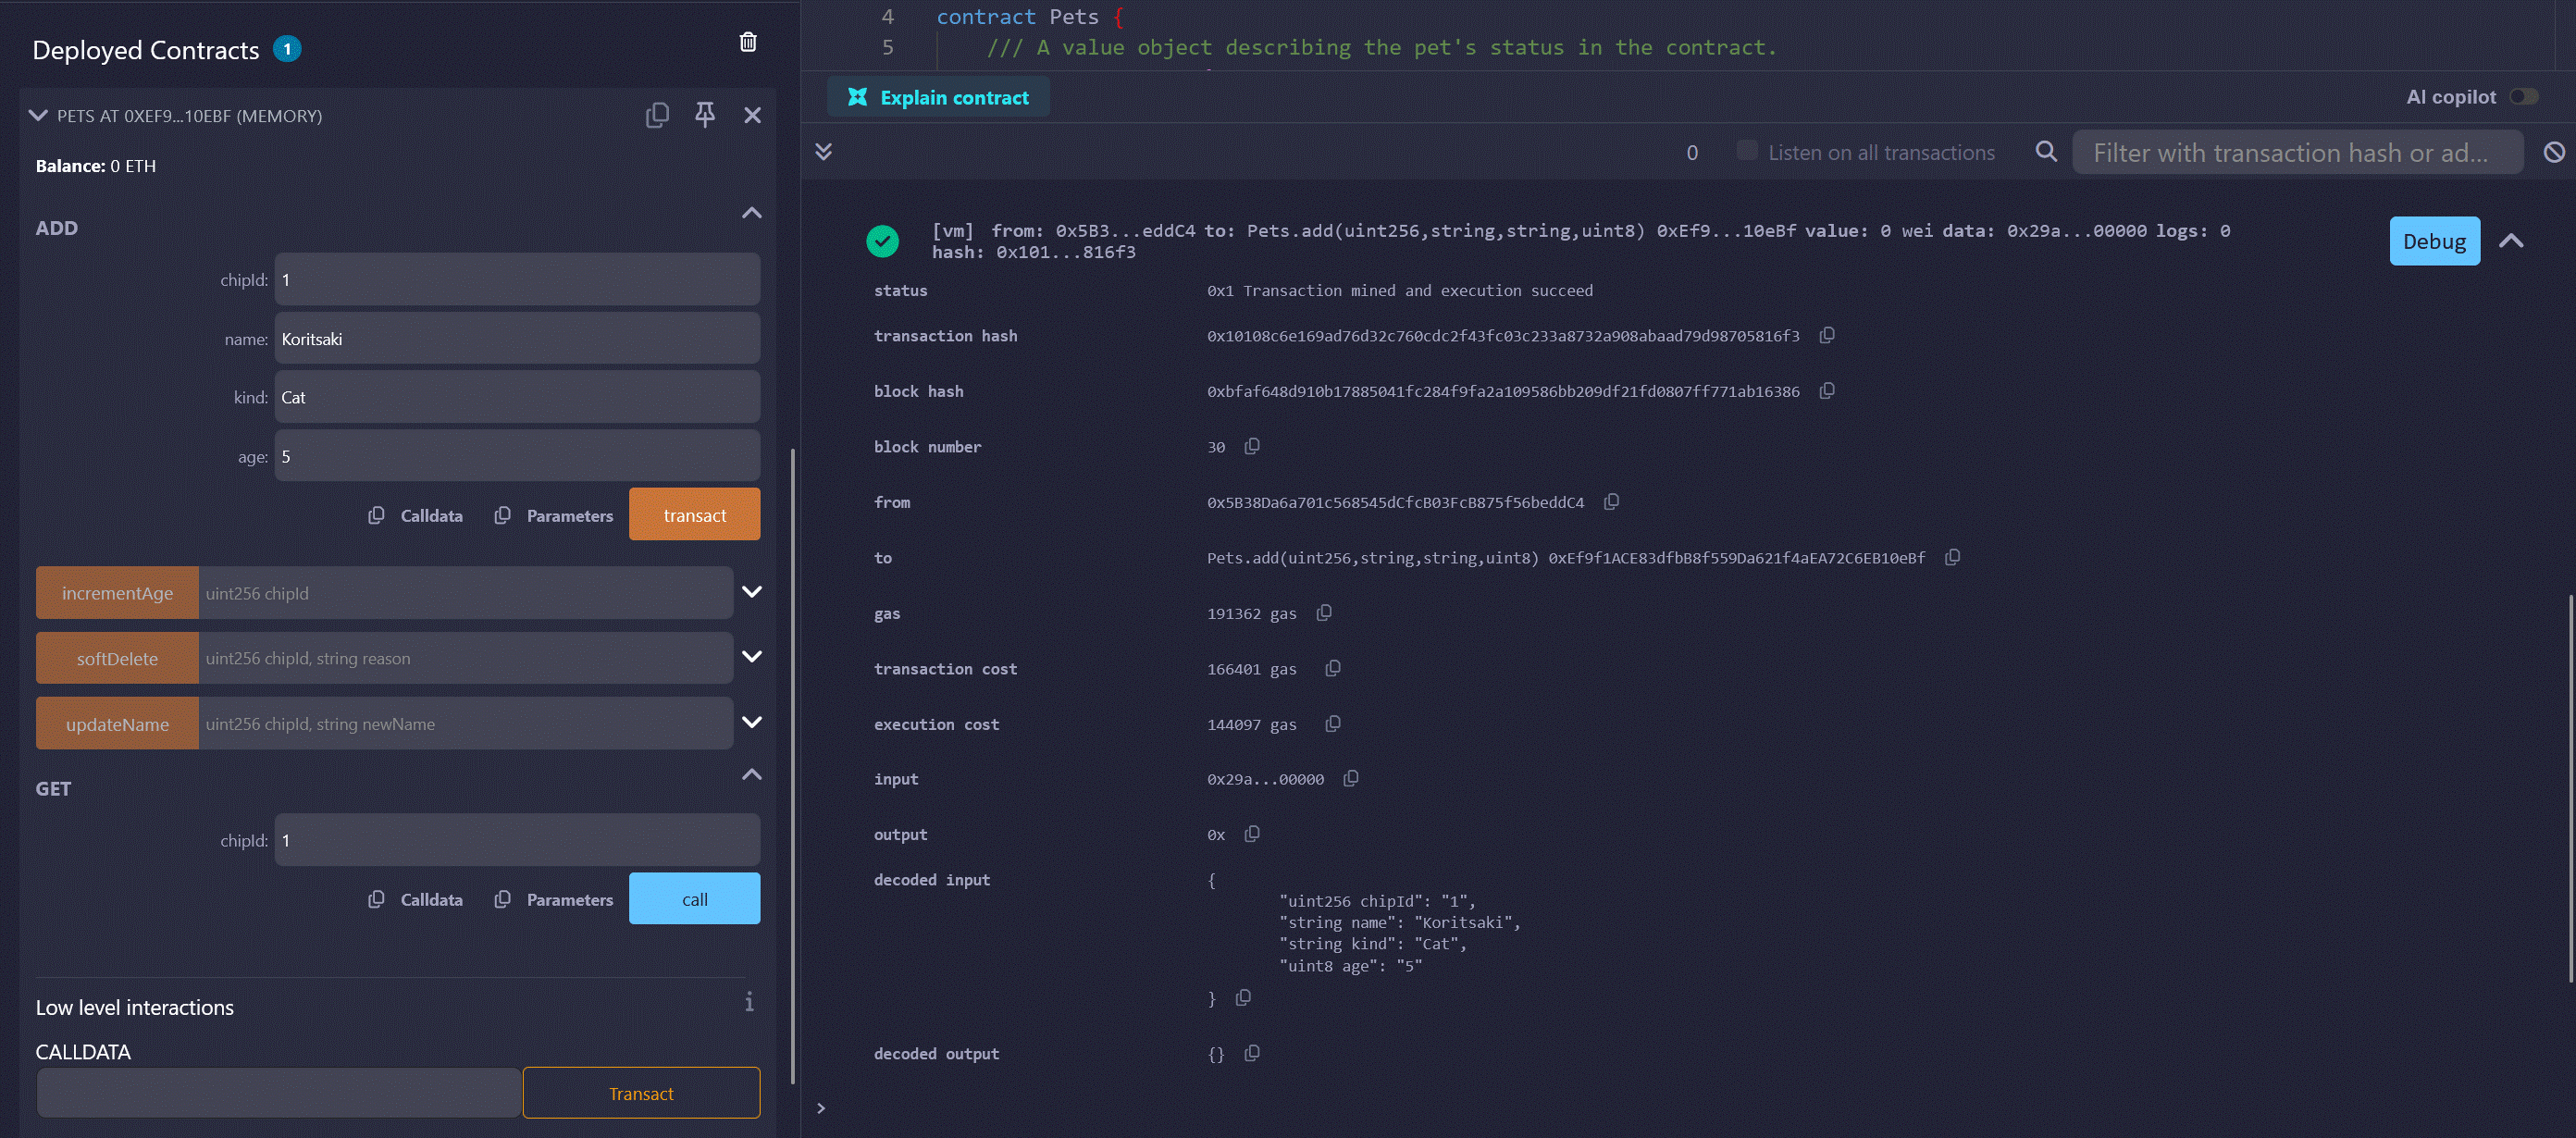 Deployed Contracts 1
PETS AT 0XEF9...10EBF (MEMORY)
Balance: 0 ETH
ADD
chipId: 1
name: Koritsaki
kind: Cat
age: 5
Calldata Parameters transact
incrementAge uint256 chipId
softDelete uint256 chipId, string reason
updateName uint256 chipId, string newName
GET
chipId: 1
Calldata Parameters call
Low level interactions i
CALLDATA
Transact
4 contract Pets {
5 /// A value object describing the pet's status in the contract.
Explain contract AI copilot
0 Listen on all transactions Filter with transaction hash or ad...
[vm] from: 0x5B3...eddC4 to: Pets.add(uint256,string,string,uint8) 0xEf9...10eBf value: 0 wei data: 0x29a...00000 logs: 0
hash: 0x101...816f3
Debug
status 0x1 Transaction mined and execution succeed
transaction hash 0x10108c6e169ad76d32c760cdc2f43fc03c233a8732a908abaad79d98705816f3
block hash 0xbfaf648d910b17885041fc284f9fa2a109586bb209df21fd0807ff771ab16386
block number 30
from 0x5B38Da6a701c568545dCfcB03FcB875f56beddC4
to Pets.add(uint256,string,string,uint8) 0xEf9f1ACE83dfbB8f559Da621f4aEA72C6EB10eBf
gas 191362 gas
transaction cost 166401 gas
execution cost 144097 gas
input 0x29a...00000
output 0x
decoded input {
"uint256 chipId": "1",
"string name": "Koritsaki",
"string kind": "Cat",
"uint8 age": "5"
}
decoded output {}
>